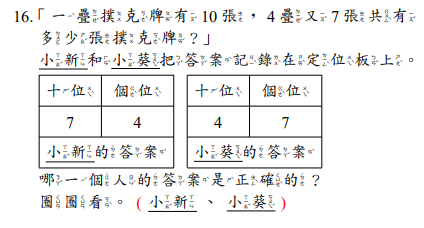 16.「一疊撲克牌有 10 張，4 疊又 7 張共有
多少張撲克牌？」
小新和小葵把答案記錄在定位板上。
十位 個位 十位 個位
7 4 4 7
小新的答案 小葵的答案
哪一個人的答案是正確的？
圈圈看。( 小新 、 小葵 )